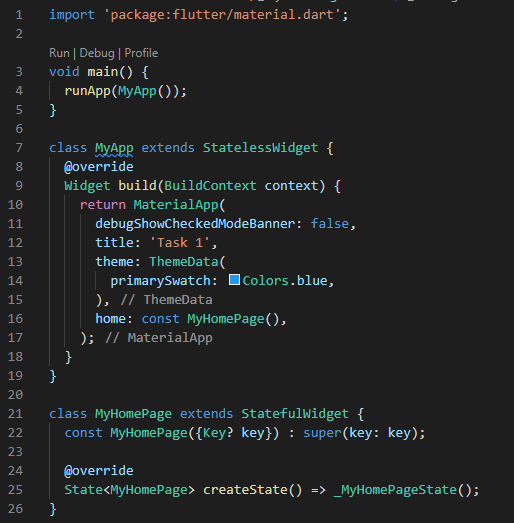 1 import 'package:flutter/material.dart';
2
Run | Debug | Profile
3 void main() {
4   runApp(MyApp());
5 }
6
7 class MyApp extends StatelessWidget {
8   @override
9   Widget build(BuildContext context) {
10     return MaterialApp(
11       debugShowCheckedModeBanner: false,
12       title: 'Task 1',
13       theme: ThemeData(
14         primarySwatch: Colors.blue,
15       ), // ThemeData
16       home: const MyHomePage(),
17     ); // MaterialApp
18   }
19 }
20
21 class MyHomePage extends StatefulWidget {
22   const MyHomePage({Key? key}) : super(key: key);
23
24   @override
25   State<MyHomePage> createState() => _MyHomePageState();
26 }